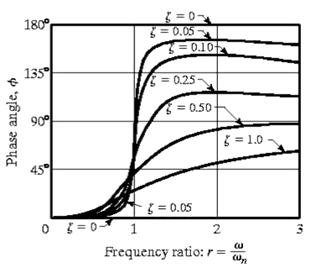 180°
ζ = 0
ζ = 0.05
ζ = 0.10
135°
ζ = 0.25
ζ = 0.50
90°
ζ = 1.0
45°
ζ = 0.05
ζ = 0
0
1
2
3
Phase angle, ϕ
Frequency ratio: r = ω/ωn